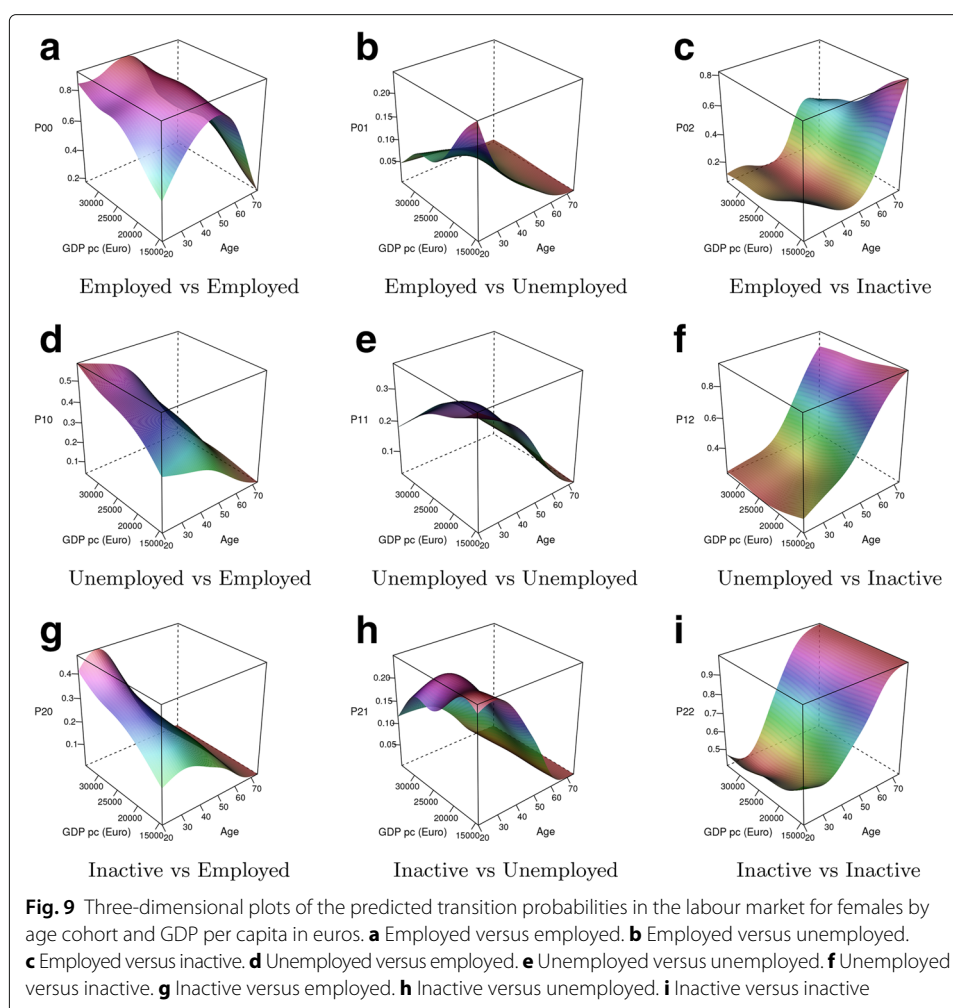 a
b
c
P00
0.8
0.6
0.4
0.2
30000
25000
20000
15000
GDP pc (Euro)
20
30
40
50
60
70
Age
P01
0.20
0.15
0.10
0.05
30000
25000
20000
15000
GDP pc (Euro)
20
30
40
50
60
70
Age
P02
0.8
0.6
0.4
0.2
30000
25000
20000
15000
GDP pc (Euro)
20
30
40
50
60
70
Age
Employed vs Employed
Employed vs Unemployed
Employed vs Inactive
d
e
f
P10
0.5
0.4
0.3
0.2
0.1
30000
25000
20000
15000
GDP pc (Euro)
20
30
40
50
60
70
Age
P11
0.3
0.2
0.1
30000
25000
20000
15000
GDP pc (Euro)
20
30
40
50
60
70
Age
P12
0.8
0.6
0.4
30000
25000
20000
15000
GDP pc (Euro)
20
30
40
50
60
70
Age
Unemployed vs Employed
Unemployed vs Unemployed
Unemployed vs Inactive
g
h
i
P20
0.4
0.3
0.2
0.1
30000
25000
20000
15000
GDP pc (Euro)
20
30
40
50
60
70
Age
P21
0.20
0.15
0.10
0.05
30000
25000
20000
15000
GDP pc (Euro)
20
30
40
50
60
70
Age
P22
0.9
0.8
0.7
0.6
0.5
30000
25000
20000
15000
GDP pc (Euro)
20
30
40
50
60
70
Age
Inactive vs Employed
Inactive vs Unemployed
Inactive vs Inactive
Fig. 9 Three-dimensional plots of the predicted transition probabilities in the labour market for females by
age cohort and GDP per capita in euros. a Employed versus employed. b Employed versus unemployed.
c Employed versus inactive. d Unemployed versus employed. e Unemployed versus unemployed. f Unemployed
versus inactive. g Inactive versus employed. h Inactive versus unemployed. i Inactive versus inactive